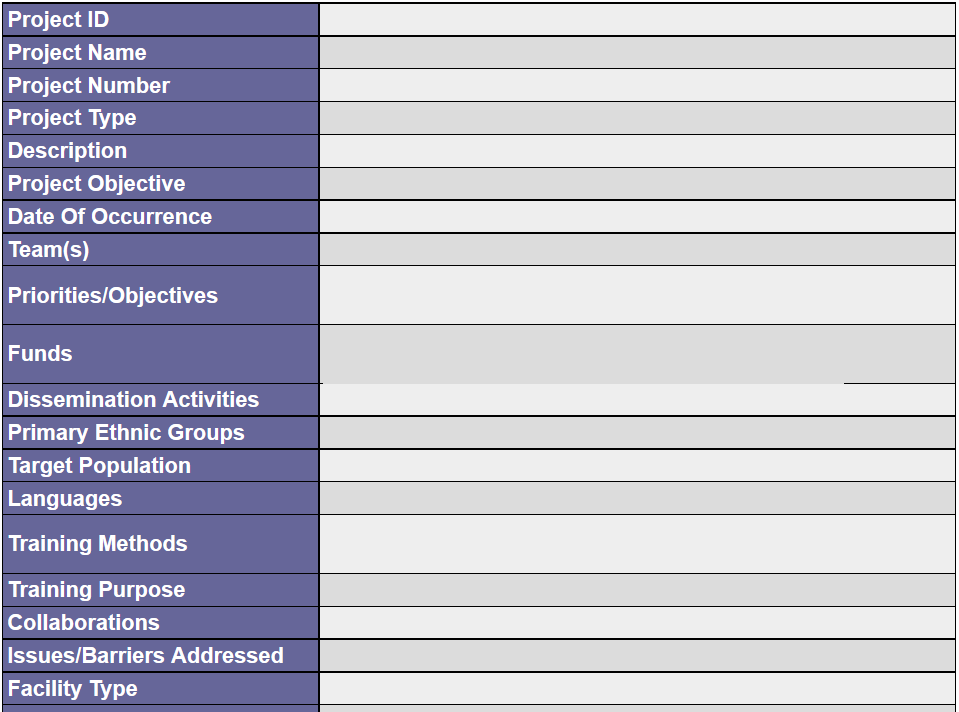 Project ID
Project Name
Project Number
Project Type
Description
Project Objective
Date Of Occurrence
Team(s)
Priorities/Objectives
Funds
Dissemination Activities
Primary Ethnic Groups
Target Population
Languages
Training Methods
Training Purpose
Collaborations
Issues/Barriers Addressed
Facility Type